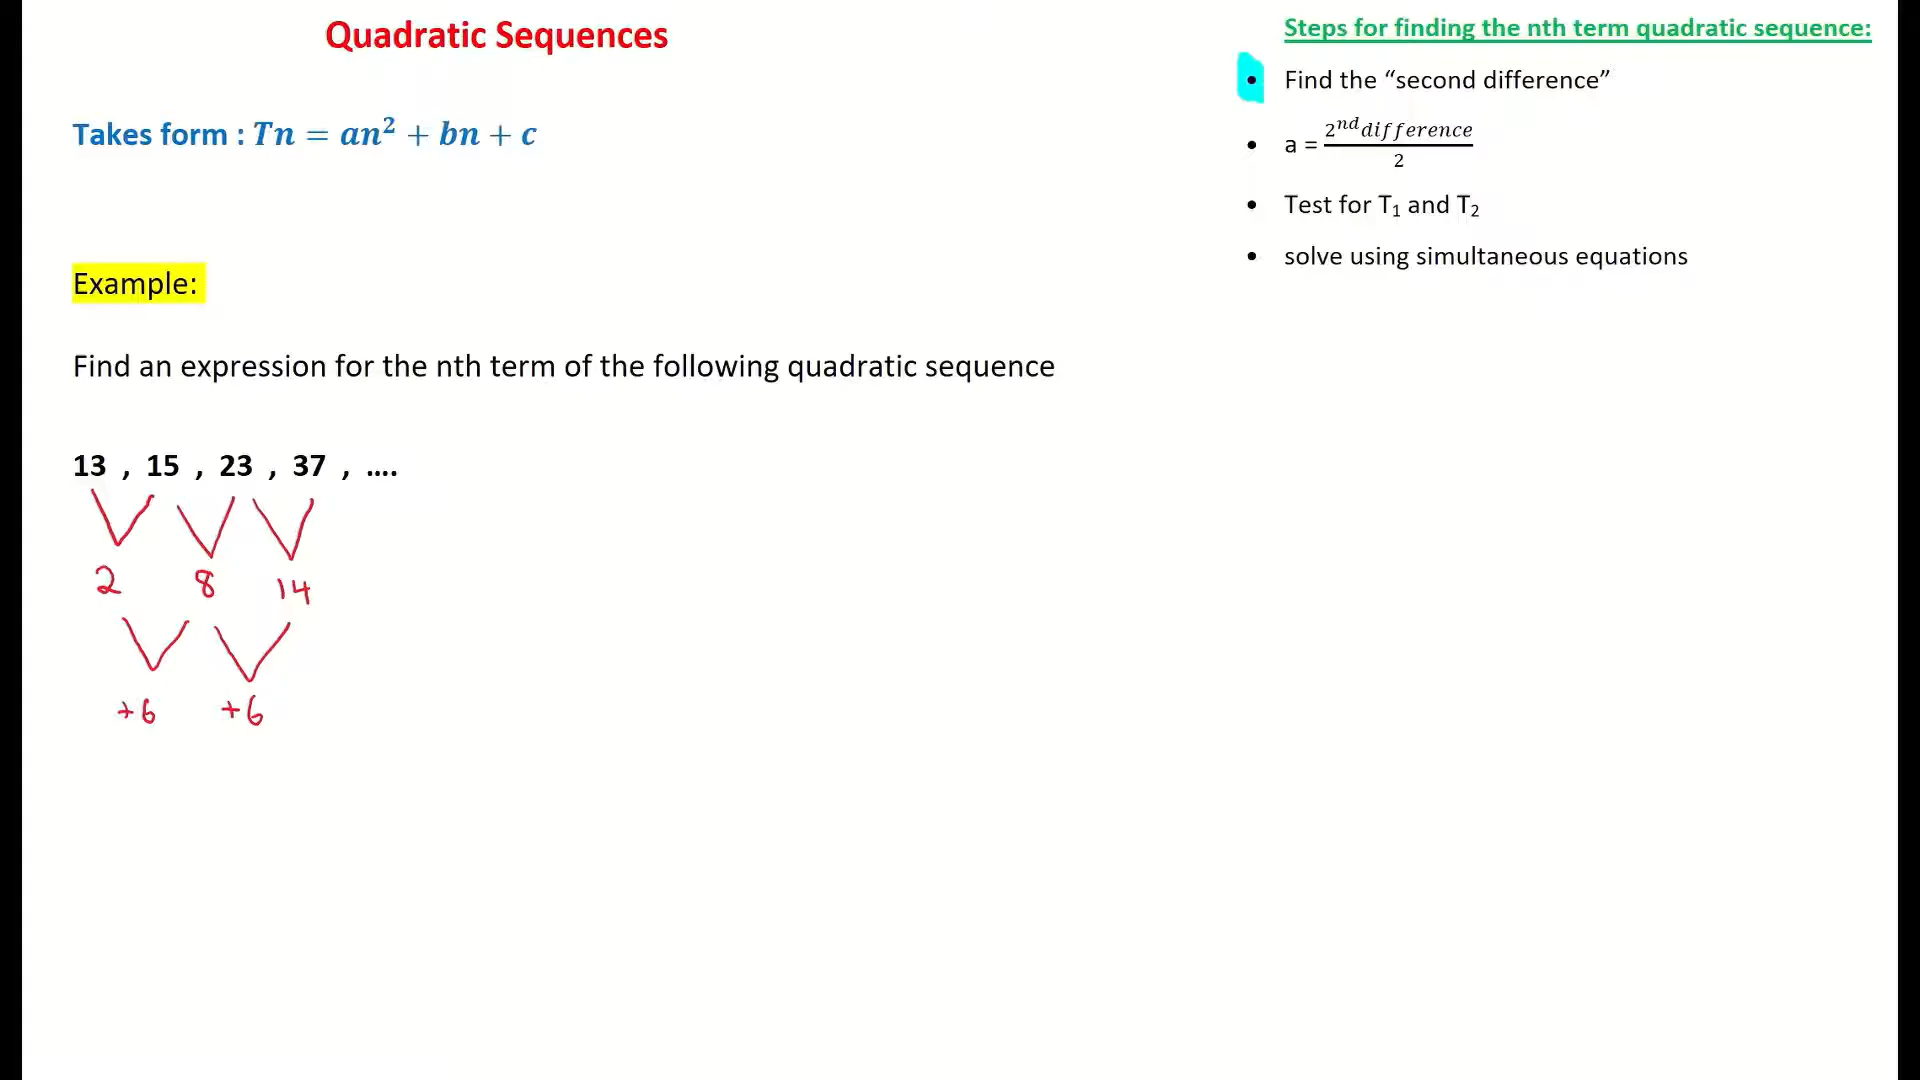 Quadratic Sequences
Takes form : Tn = an² + bn + c
Example:
Find an expression for the nth term of the following quadratic sequence
13 , 15 , 23 , 37 , ....
2 8 14
+6 +6
Steps for finding the nth term quadratic sequence:
• Find the “second difference”
• a = 2ⁿᵈdifference / 2
• Test for T₁ and T₂
• solve using simultaneous equations